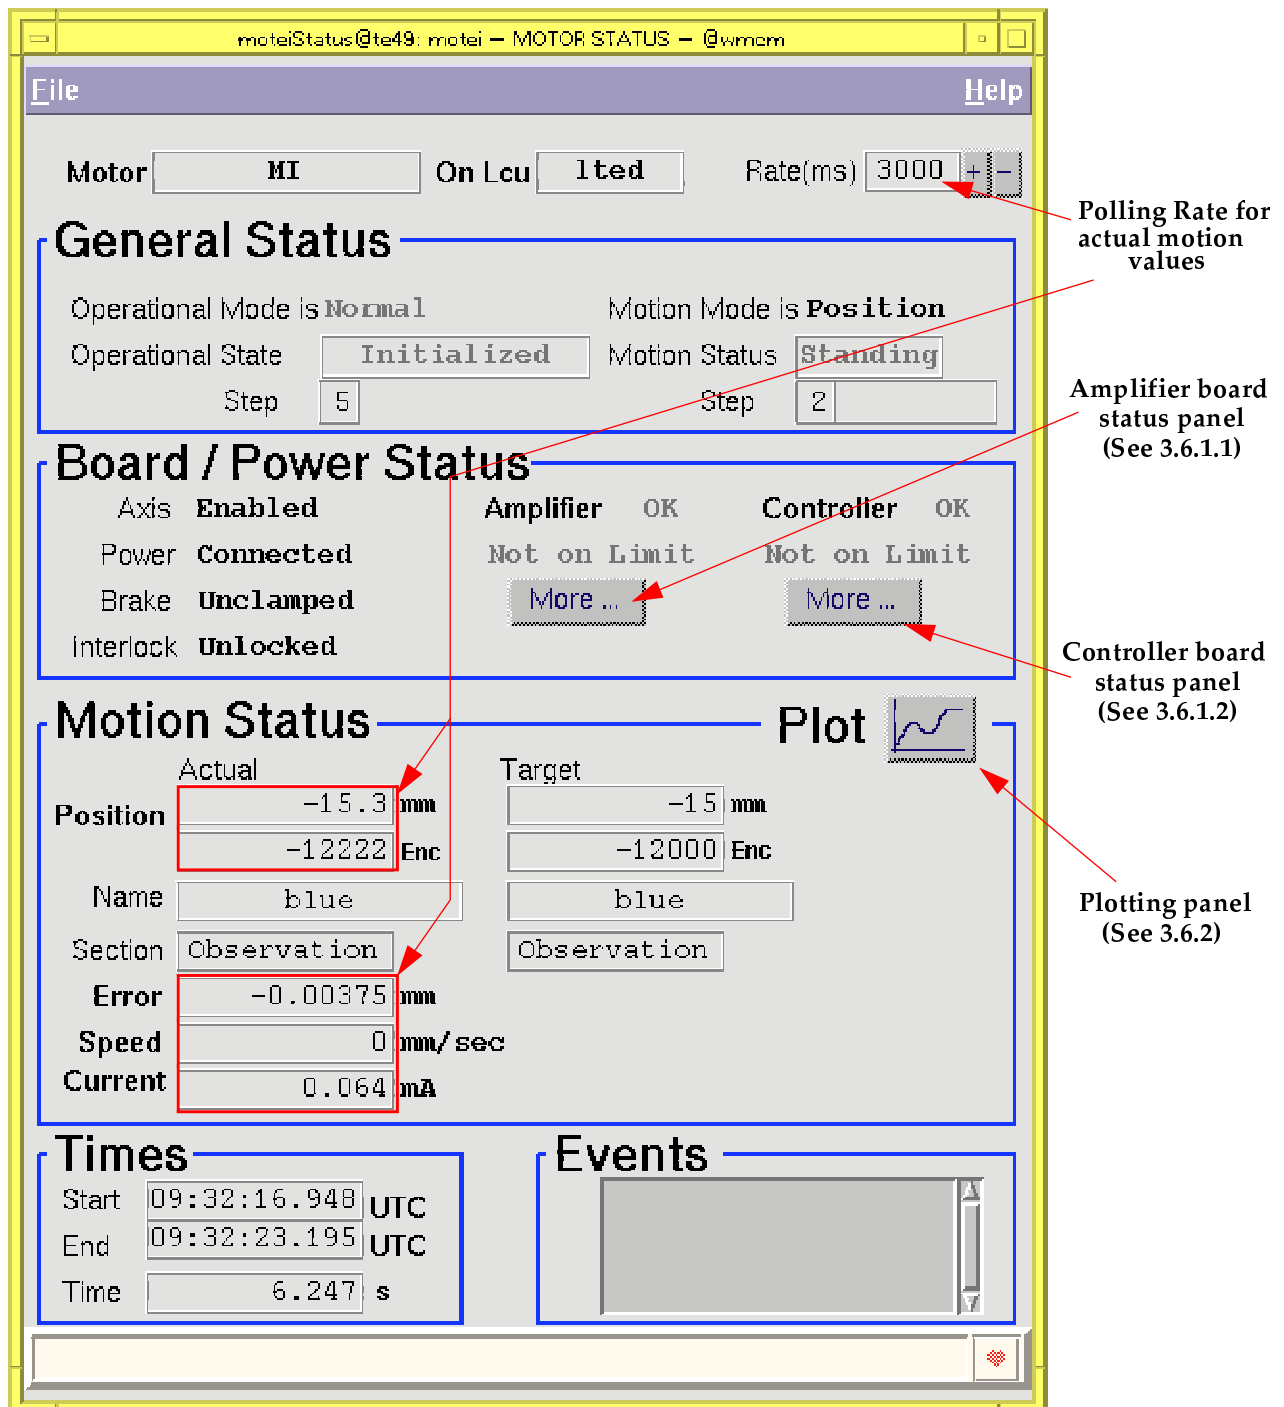 moteiStatus@te49: motei – MOTOR STATUS – @wmcm
File Help
Motor MI On Lcu lted Rate(ms) 3000 + -
Polling Rate for
actual motion
values
General Status
Operational Mode is Normal Motion Mode is Position
Operational State Initialized Motion Status Standing
Step 5 Step 2
Amplifier board
status panel
(See 3.6.1.1)
Board / Power Status
Axis Enabled Amplifier OK Controller OK
Power Connected Not on Limit Not on Limit
Brake Unclamped More ... More ...
Interlock Unlocked
Controller board
status panel
(See 3.6.1.2)
Motion Status Plot
Actual Target
Position -15.3 mm -15 mm
-12222 Enc -12000 Enc
Name blue blue
Section Observation Observation
Plotting panel
(See 3.6.2)
Error -0.00375 mm
Speed 0 mm/sec
Current 0.064 mA
Times Events
Start 09:32:16.948 UTC
End 09:32:23.195 UTC
Time 6.247 s